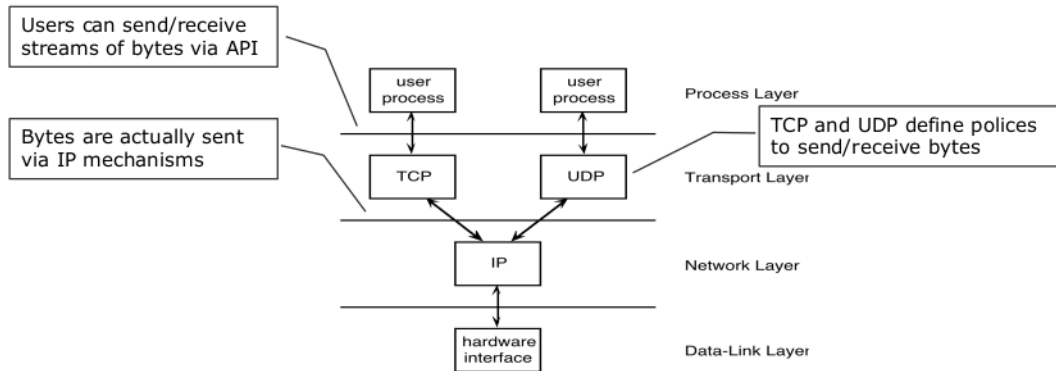 Users can send/receive
streams of bytes via API
user
process
user
process
Process Layer
Bytes are actually sent
via IP mechanisms
TCP and UDP define polices
to send/receive bytes
TCP
UDP
Transport Layer
IP
Network Layer
hardware
interface
Data-Link Layer